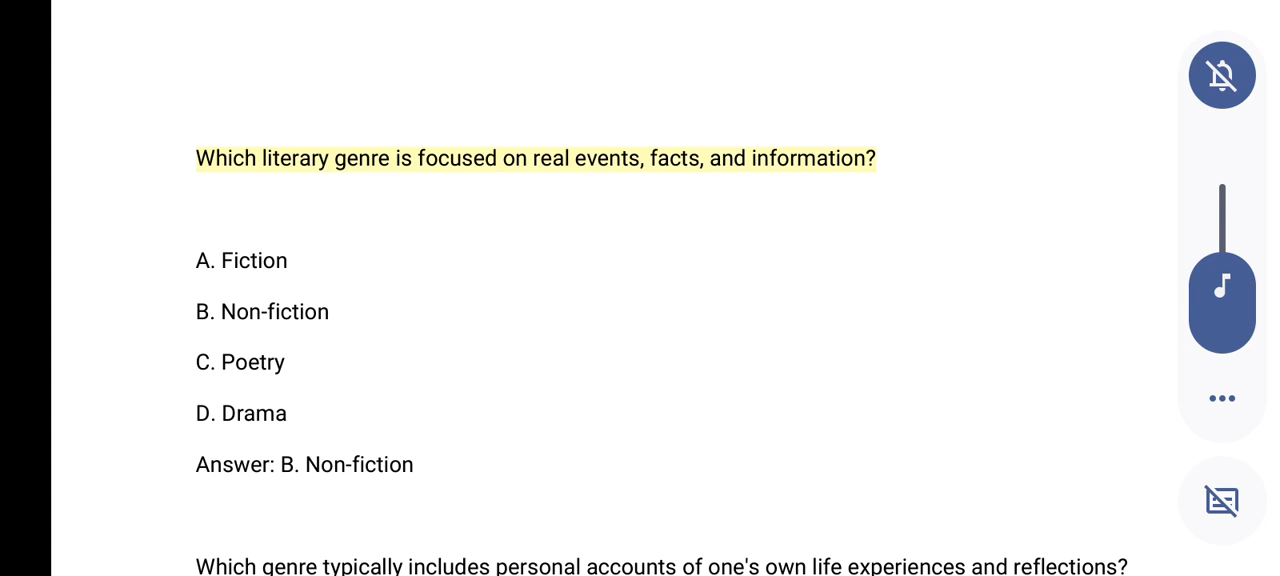 Which literary genre is focused on real events, facts, and information?
A. Fiction
B. Non-fiction
C. Poetry
D. Drama
Answer: B. Non-fiction
Which genre typically includes personal accounts of one's own life experiences and reflections?